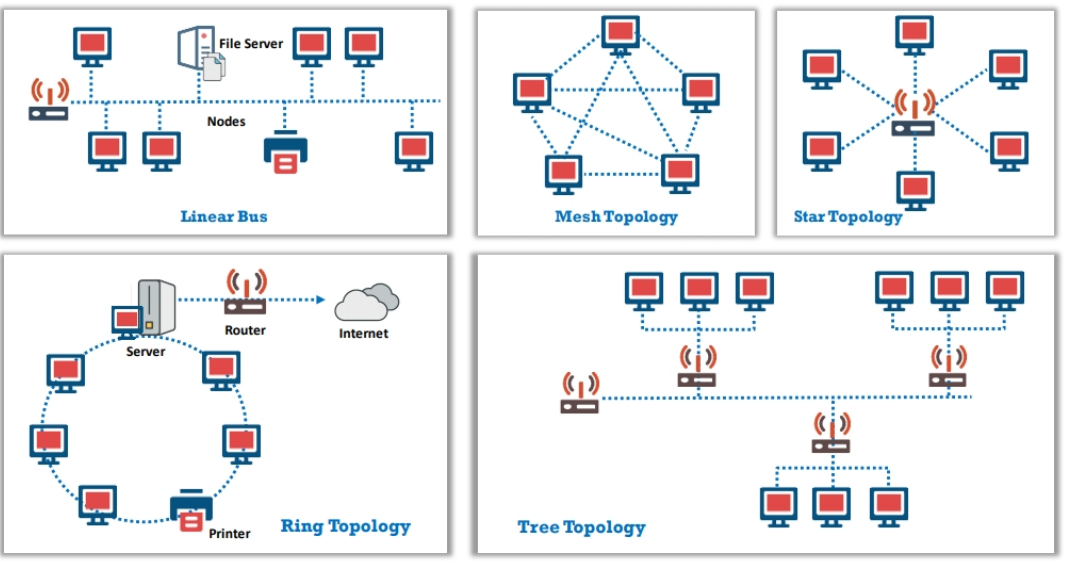 File Server
Nodes
Linear Bus
Mesh Topology
Star Topology
Server
Router
Internet
Printer
Ring Topology
Tree Topology